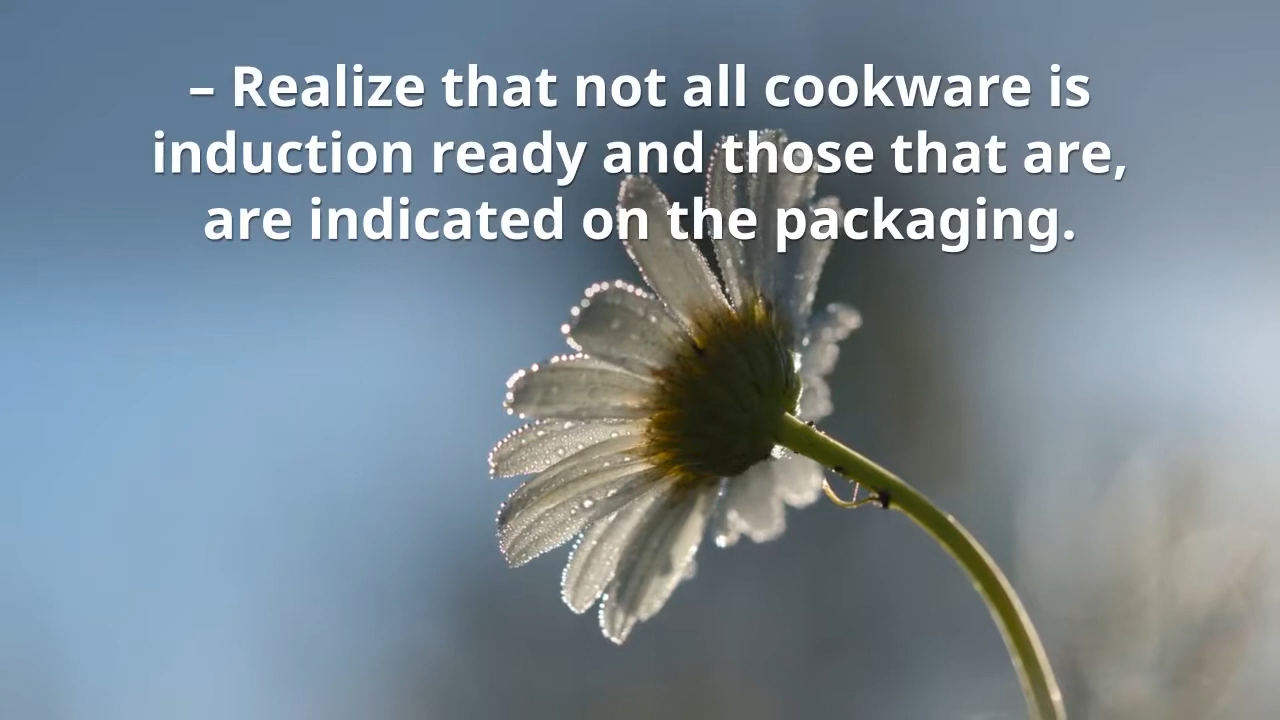 – Realize that not all cookware is
induction ready and those that are,
are indicated on the packaging.